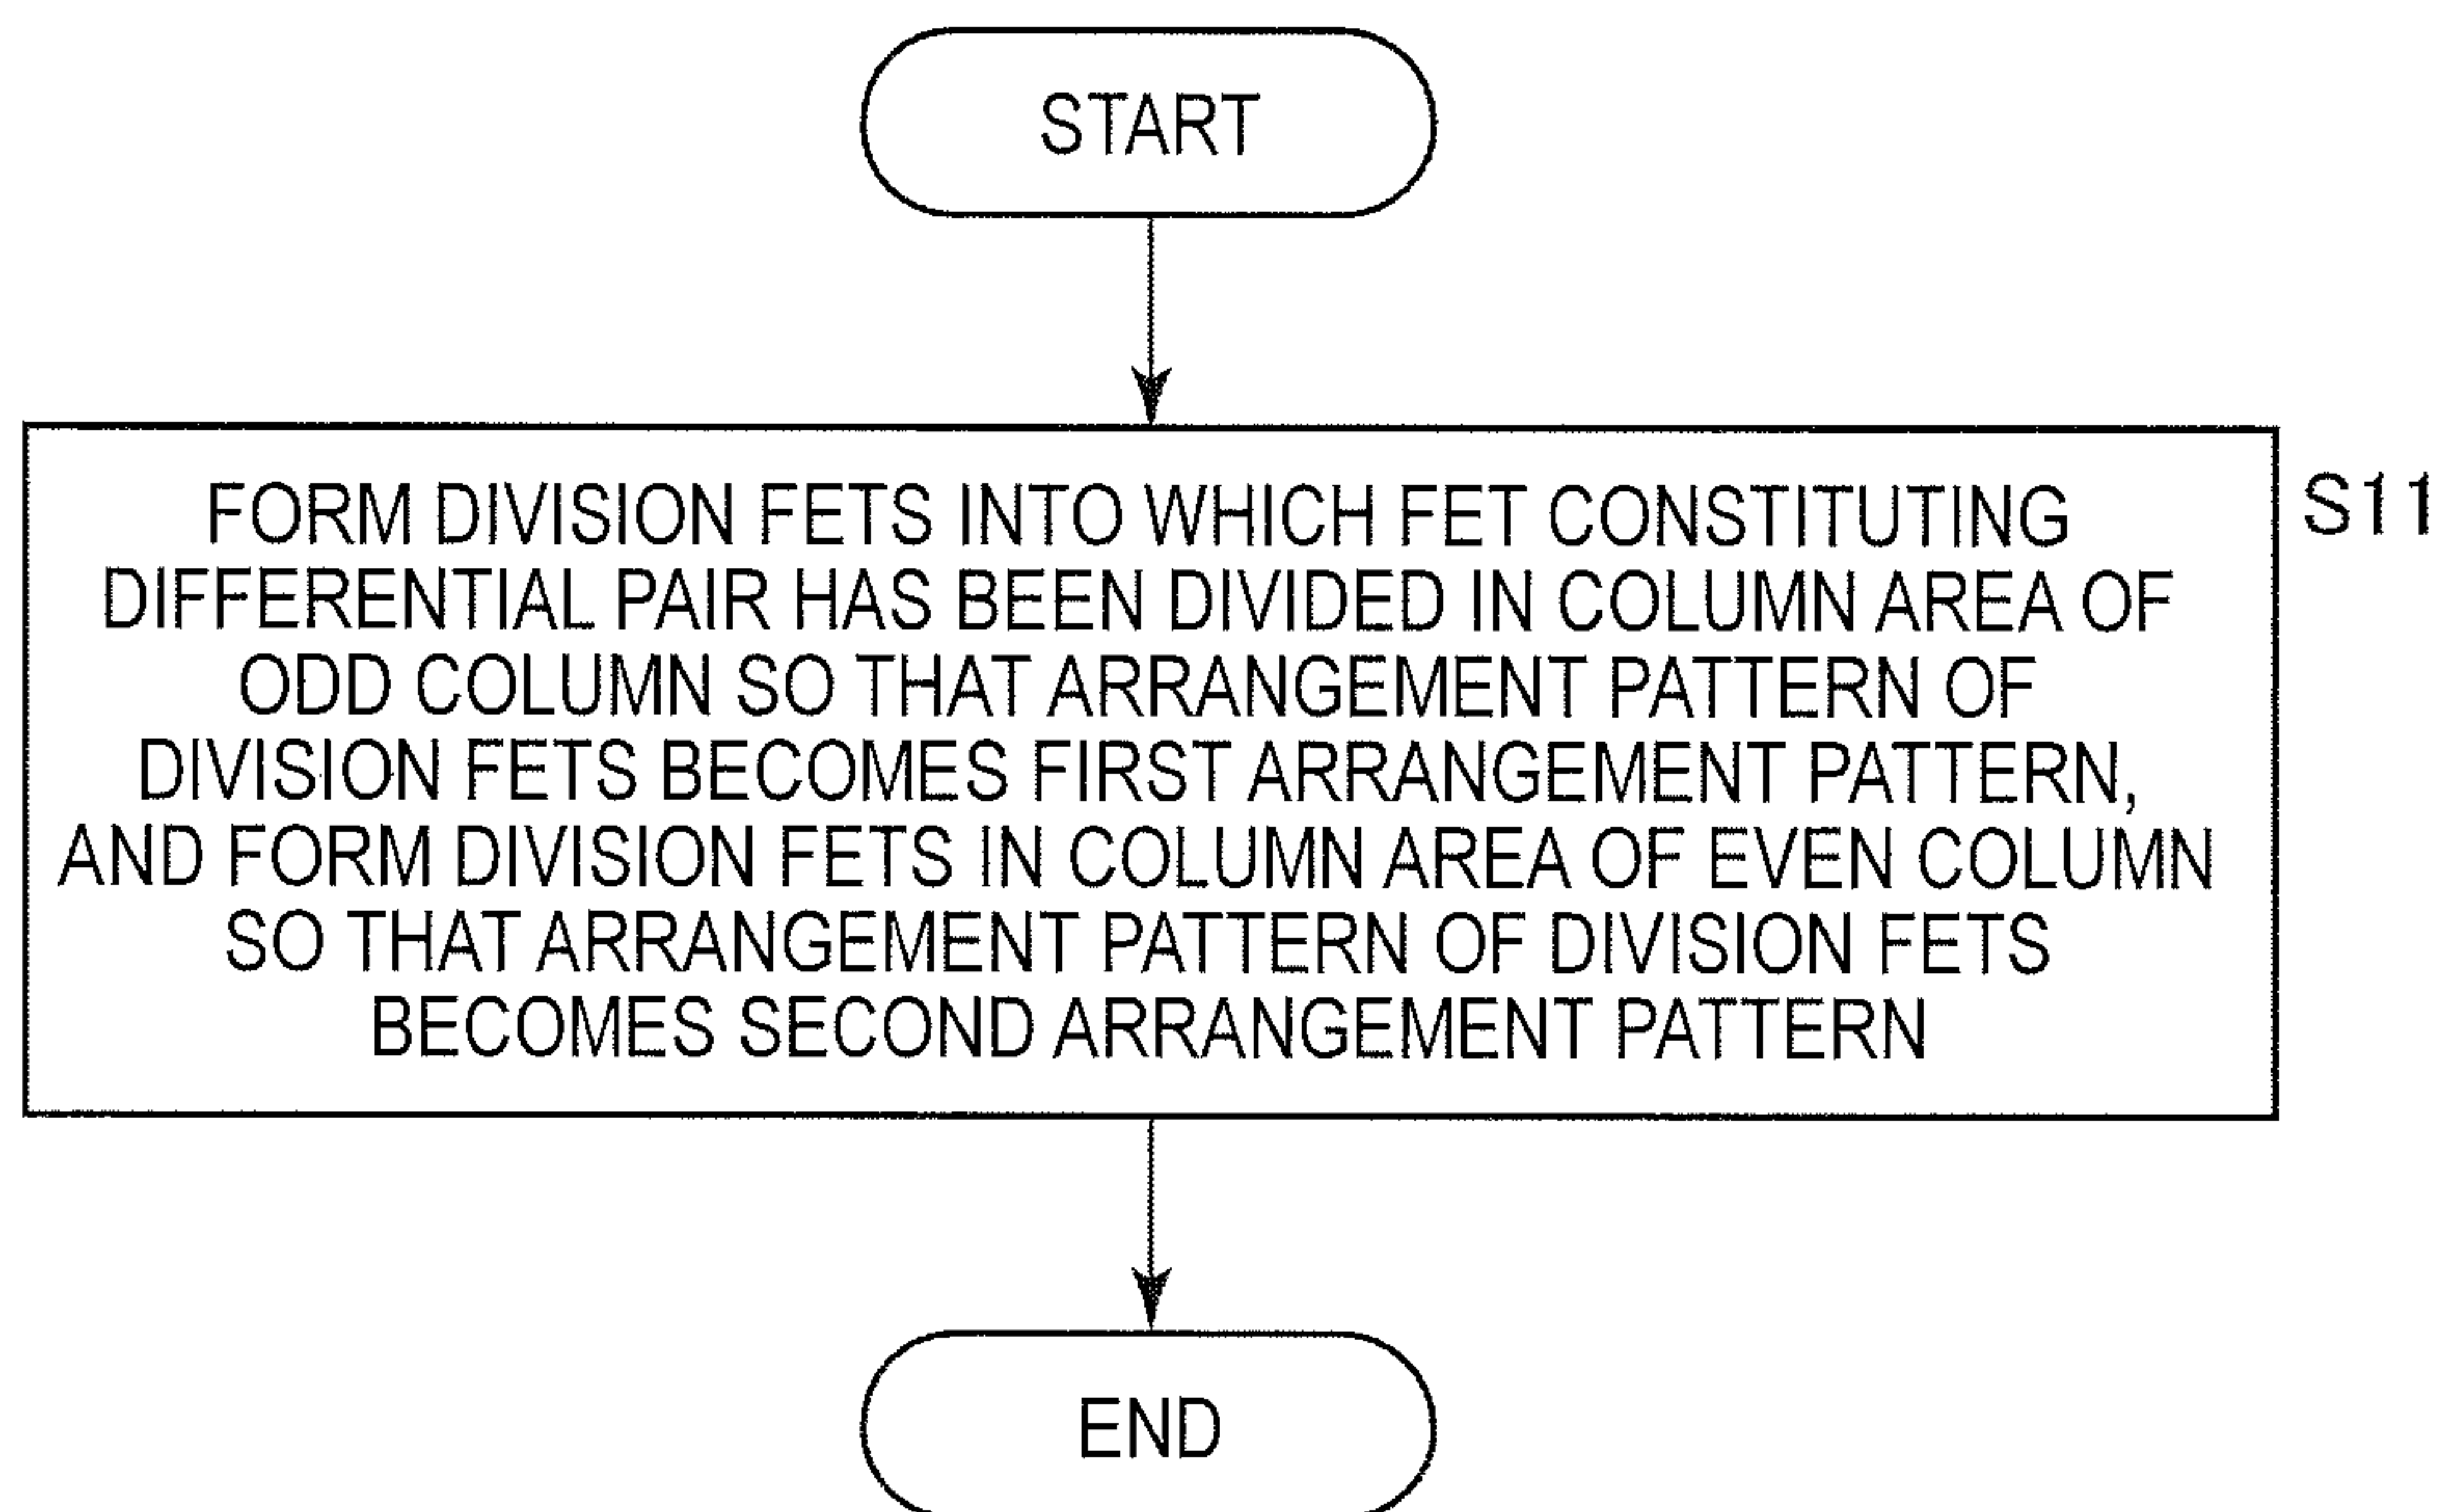 START
FORM DIVISION FETS INTO WHICH FET CONSTITUTING
S11
DIFFERENTIAL PAIR HAS BEEN DIVIDED IN COLUMN AREA OF
ODD COLUMN SO THAT ARRANGEMENT PATTERN OF
DIVISION FETS BECOMES FIRST ARRANGEMENT PATTERN,
AND FORM DIVISION FETS IN COLUMN AREA OF EVEN COLUMN
SO THAT ARRANGEMENT PATTERN OF DIVISION FETS
BECOMES SECOND ARRANGEMENT PATTERN
END